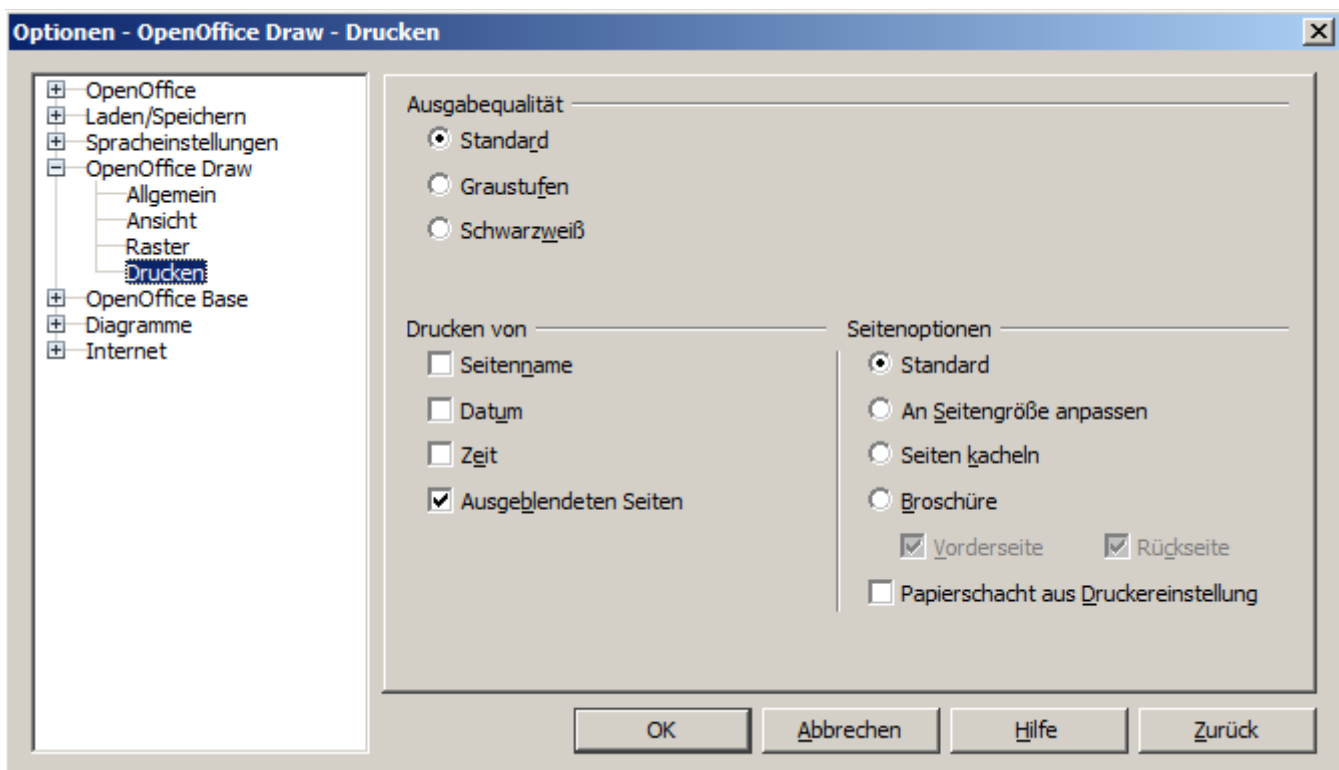 Optionen - OpenOffice Draw - Drucken
OpenOffice
Laden/Speichern
Spracheinstellungen
OpenOffice Draw
Allgemein
Ansicht
Raster
Drucken
OpenOffice Base
Diagramme
Internet
Ausgabequalität
Standard
Graustufen
Schwarzweiß
Drucken von
Seitenname
Datum
Zeit
Ausgeblendeten Seiten
Seitenoptionen
Standard
An Seitengröße anpassen
Seiten kacheln
Broschüre
Vorderseite Rückseite
Papierschacht aus Druckereinstellung
OK Abbrechen Hilfe Zurück